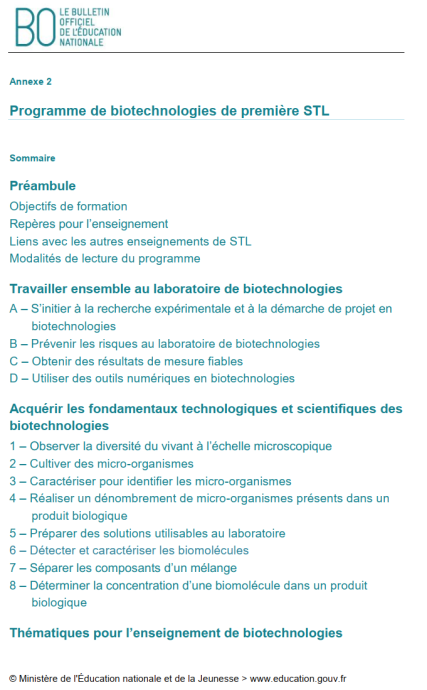 BO LE BULLETIN
OFFICIEL
DE L'ÉDUCATION
NATIONALE
Annexe 2
Programme de biotechnologies de première STL
Sommaire
Préambule
Objectifs de formation
Repères pour l'enseignement
Liens avec les autres enseignements de STL
Modalités de lecture du programme
Travailler ensemble au laboratoire de biotechnologies
A – S'initier à la recherche expérimentale et à la démarche de projet en
biotechnologies
B – Prévenir les risques au laboratoire de biotechnologies
C – Obtenir des résultats de mesure fiables
D – Utiliser des outils numériques en biotechnologies
Acquérir les fondamentaux technologiques et scientifiques des
biotechnologies
1 – Observer la diversité du vivant à l'échelle microscopique
2 – Cultiver des micro-organismes
3 – Caractériser pour identifier les micro-organismes
4 – Réaliser un dénombrement de micro-organismes présents dans un
produit biologique
5 – Préparer des solutions utilisables au laboratoire
6 – Détecter et caractériser les biomolécules
7 – Séparer les composants d'un mélange
8 – Déterminer la concentration d'une biomolécule dans un produit
biologique
Thématiques pour l'enseignement de biotechnologies
© Ministère de l'Éducation nationale et de la Jeunesse > www.education.gouv.fr